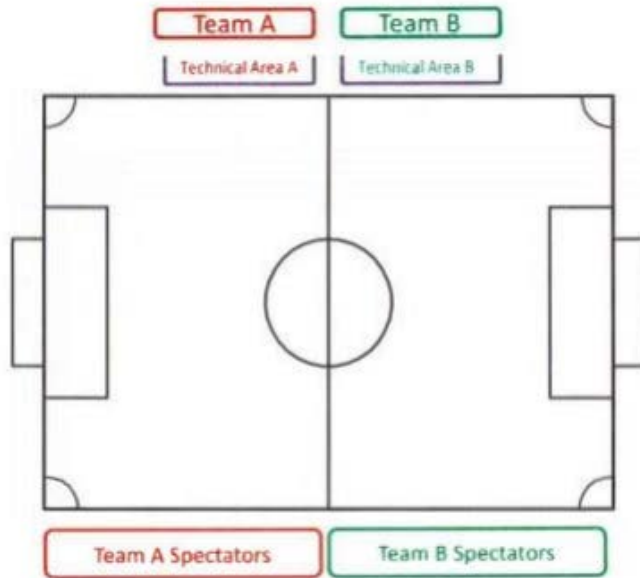 Team A
Team B
Technical Area A
Technical Area B
Team A Spectators
Team B Spectators